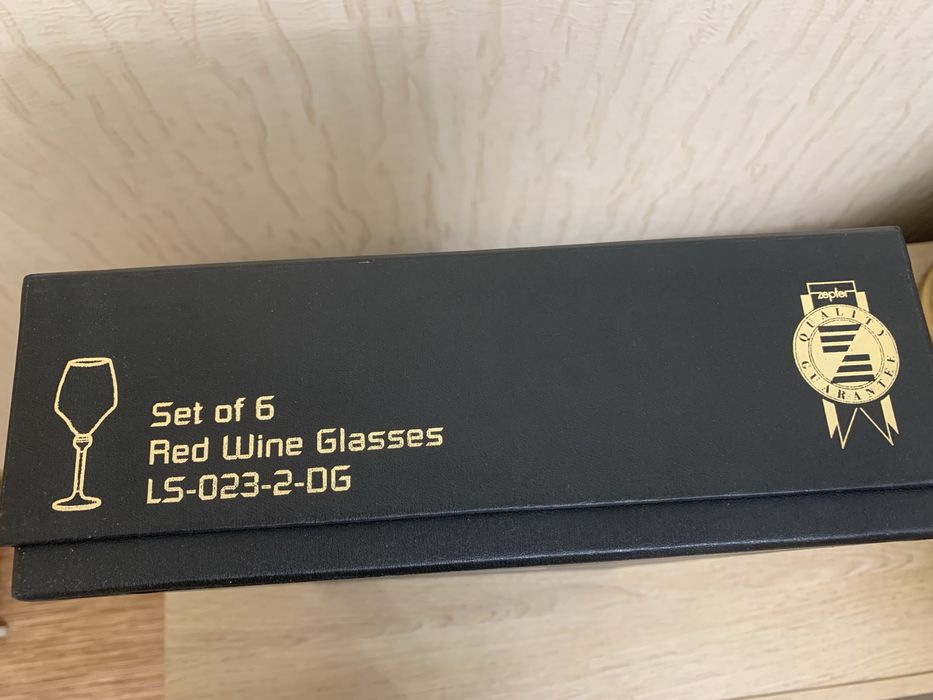 zepter
QUALITY
GUARANTEE
Set of 6
Red Wine Glasses
LS-023-2-DG